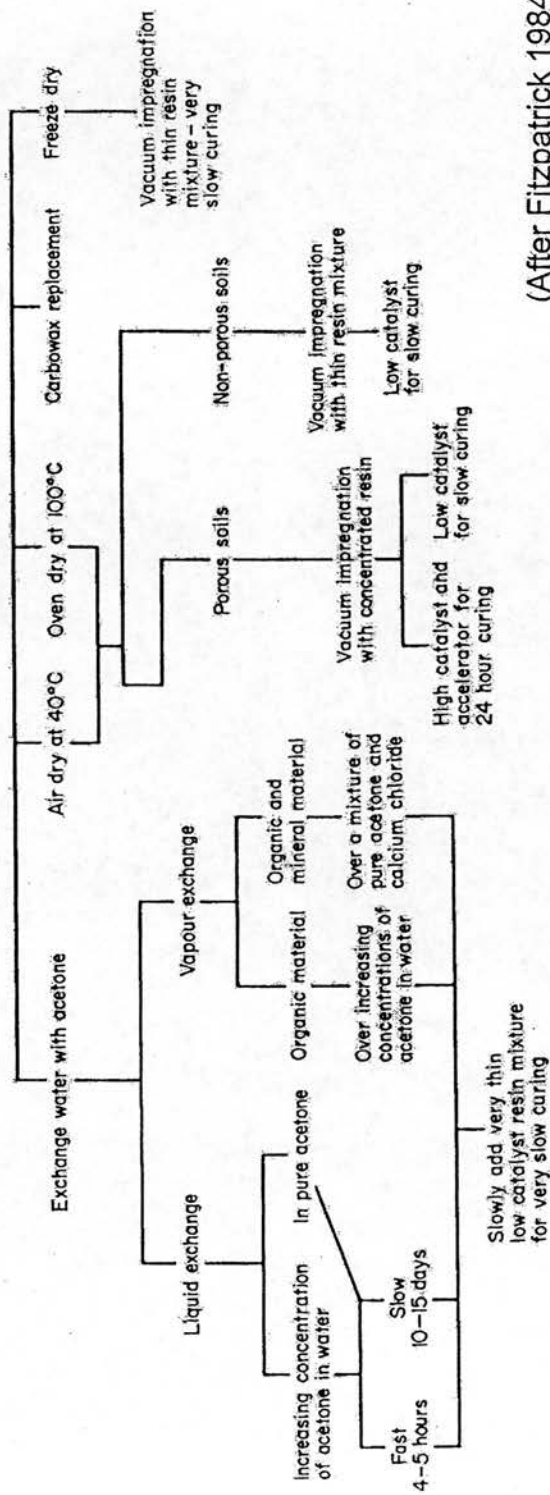 Exchange water with acetone
Air dry at 40°C
Oven dry at 100°C
Carbowax replacement
Freeze dry
Liquid exchange
Vapour exchange
Increasing concentration
of acetone in water
In pure acetone
Fast
4-5 hours
Slow
10-15 days
Organic material
Organic and
mineral material
Over increasing
concentrations of
acetone in water
Over a mixture of
pure acetone and
calcium chloride
Slowly add very thin
low catalyst resin mixture
for very slow curing
Porous soils
Non-porous soils
Vacuum impregnation
with concentrated resin
High catalyst and
accelerator for
24 hour curing
Low catalyst
for slow curing
Vacuum impregnation
with thin resin mixture
Low catalyst
for slow curing
Vacuum impregnation
with thin resin
mixture - very
slow curing
(After Fitzpatrick 1984